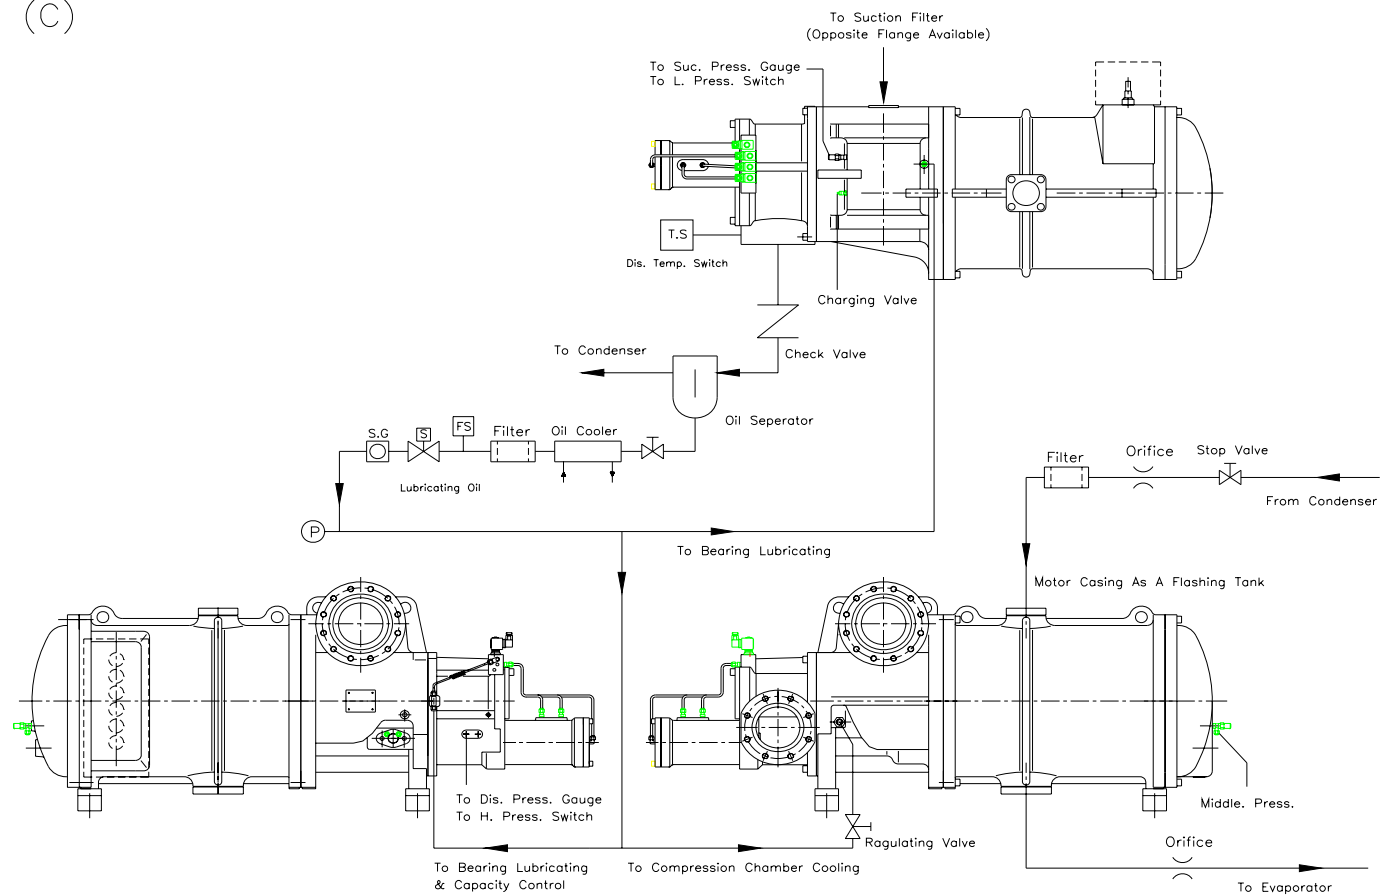 C
To Suction Filter
(Opposite Flange Available)
To Suc. Press. Gauge
To L. Press. Switch
T.S
Dis. Temp. Switch
Charging Valve
Check Valve
To Condenser
Oil Seperator
S.G
S
FS
Filter
Oil Cooler
Lubricating Oil
P
To Bearing Lubricating
Filter
Orifice
Stop Valve
From Condenser
Motor Casing As A Flashing Tank
To Dis. Press. Gauge
To H. Press. Switch
Middle. Press.
Ragulating Valve
To Bearing Lubricating
& Capacity Control
To Compression Chamber Cooling
Orifice
To Evaporator